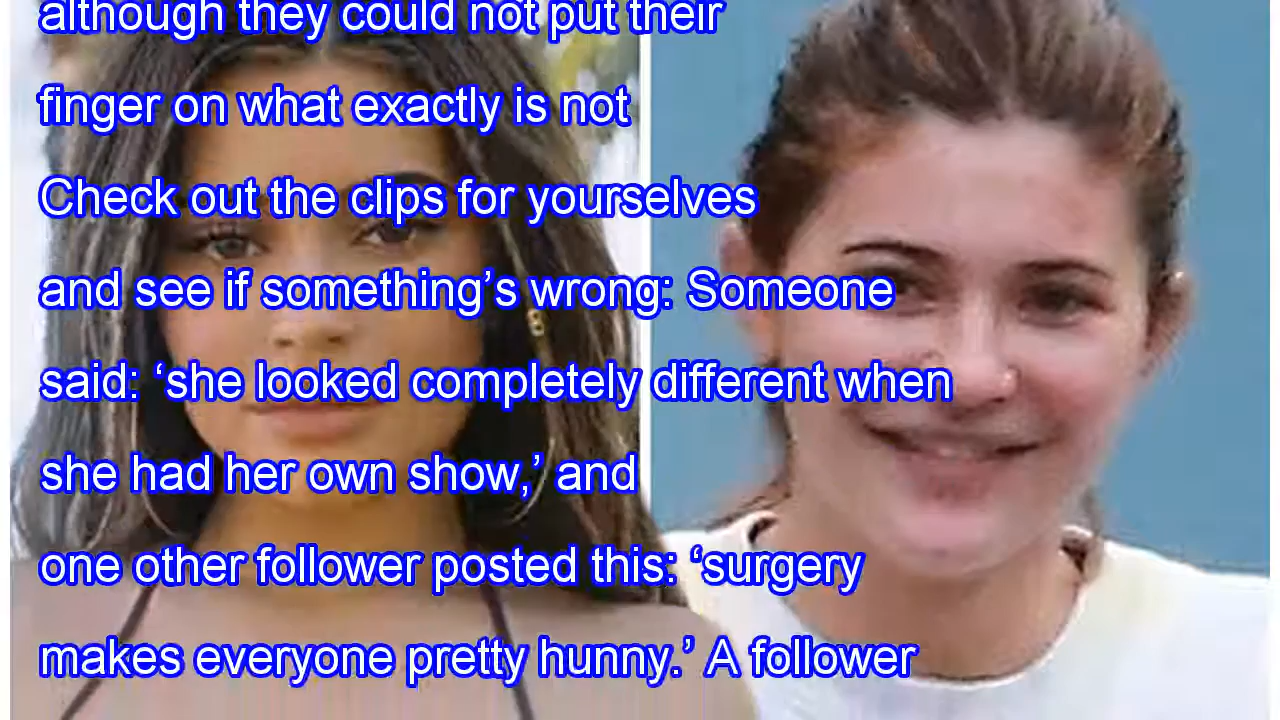 although they could not put their
finger on what exactly is not
Check out the clips for yourselves
and see if something’s wrong: Someone
said: ‘she looked completely different when
she had her own show,’ and
one other follower posted this: ‘surgery
makes everyone pretty hunny.’ A follower